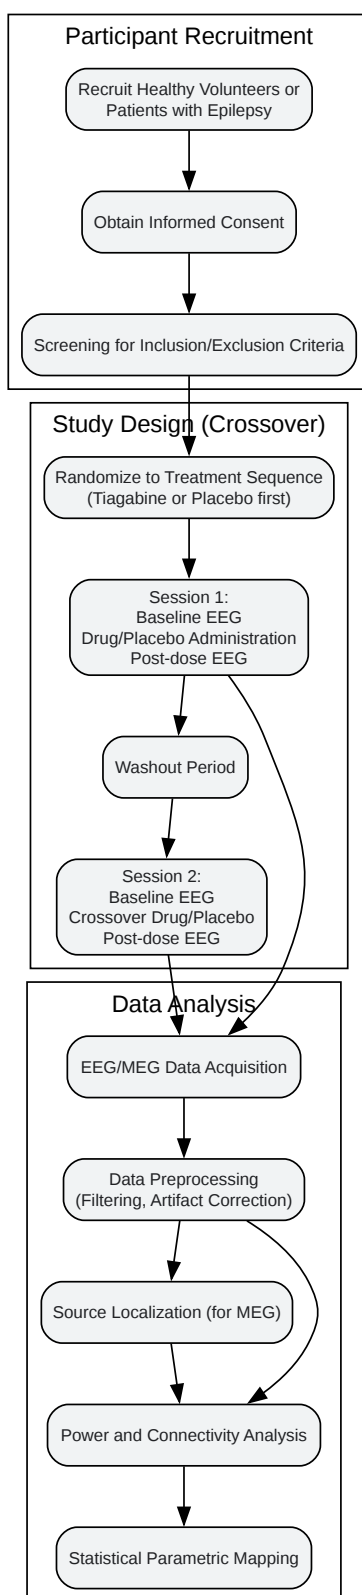 Participant Recruitment
Recruit Healthy Volunteers or
Patients with Epilepsy
Obtain Informed Consent
Screening for Inclusion/Exclusion Criteria
Study Design (Crossover)
Randomize to Treatment Sequence
(Tiagabine or Placebo first)
Session 1:
Baseline EEG
Drug/Placebo Administration
Post-dose EEG
Washout Period
Session 2:
Baseline EEG
Crossover Drug/Placebo
Post-dose EEG
Data Analysis
EEG/MEG Data Acquisition
Data Preprocessing
(Filtering, Artifact Correction)
Source Localization (for MEG)
Power and Connectivity Analysis
Statistical Parametric Mapping